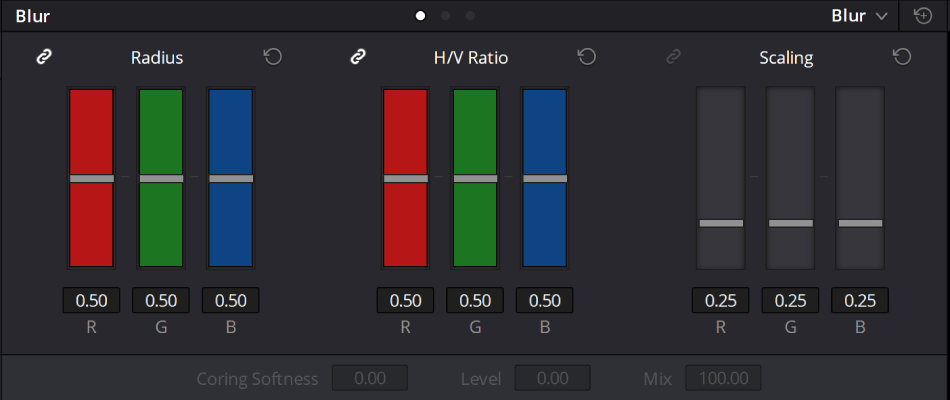 Blur Blur
Radius H/V Ratio Scaling
0.50 0.50 0.50 0.50 0.50 0.50 0.25 0.25 0.25
R G B R G B R G B
Coring Softness 0.00 Level 0.00 Mix 100.00